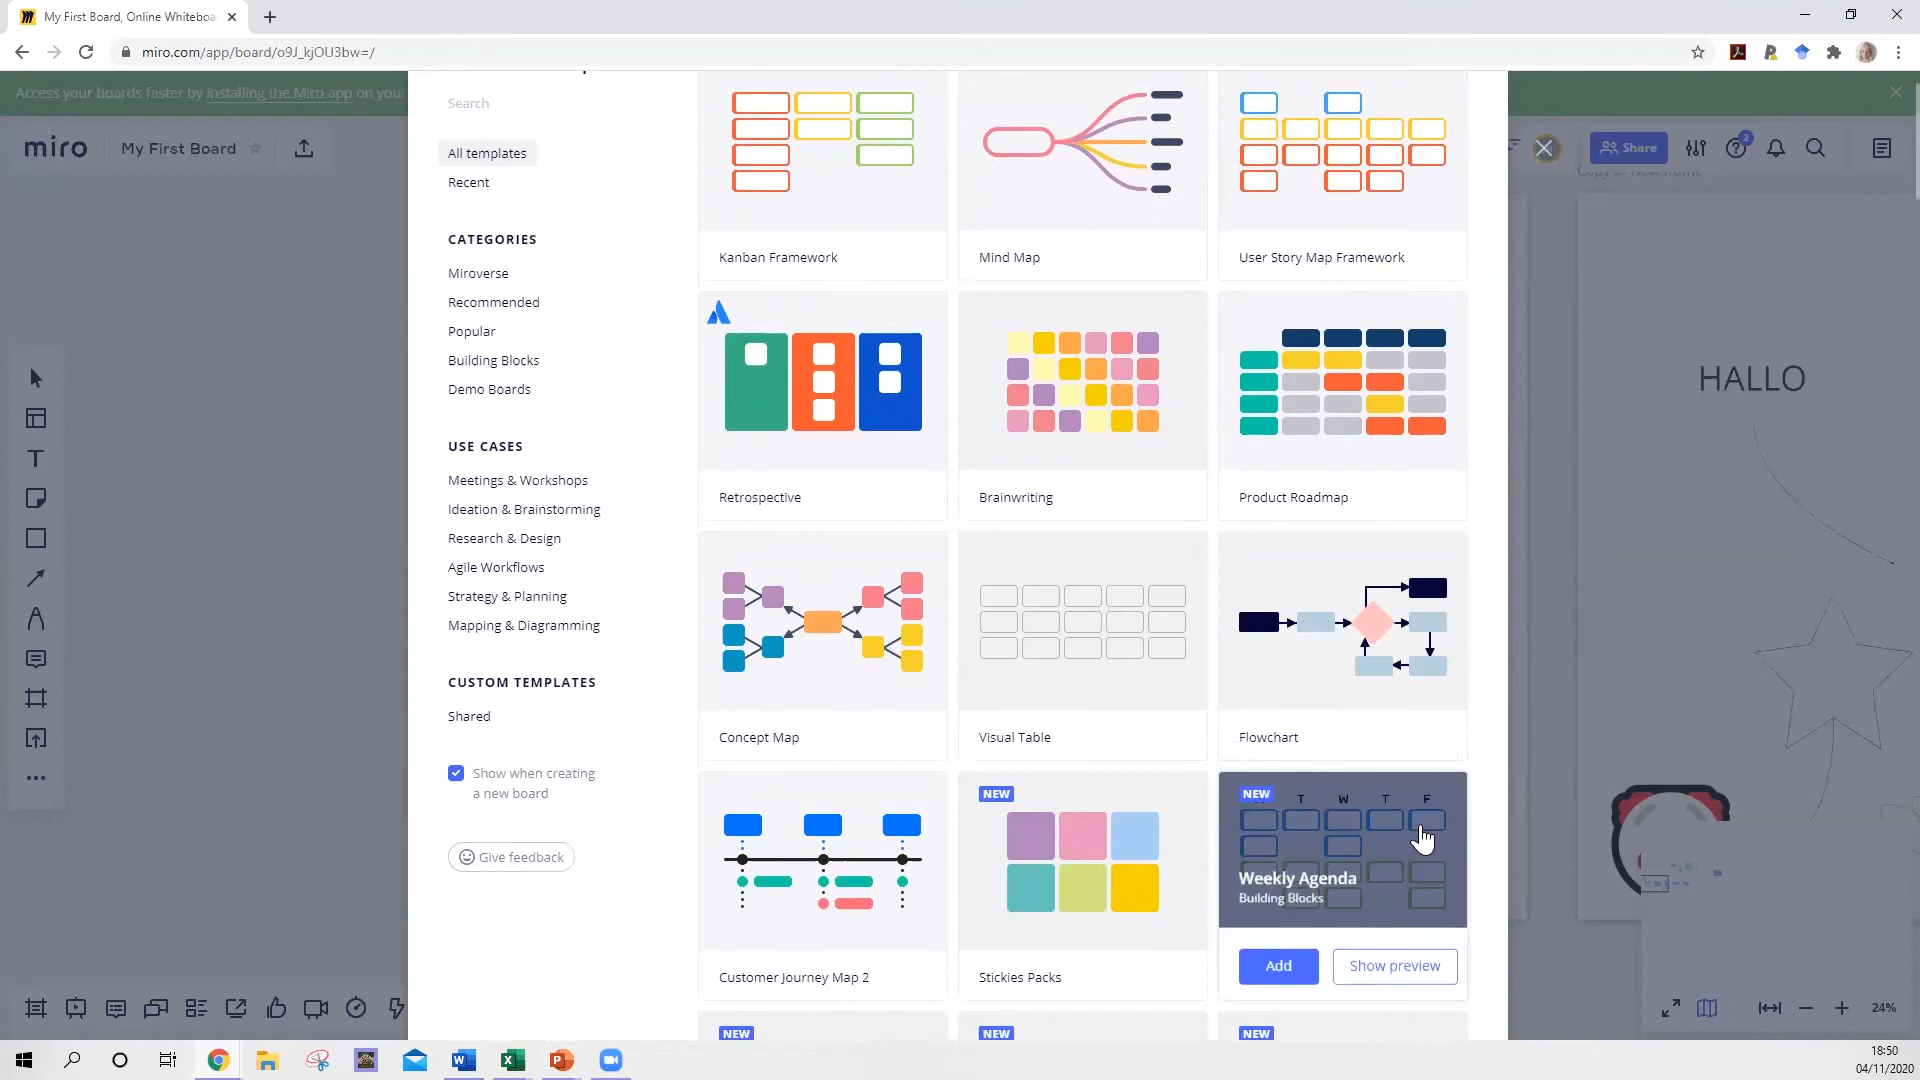 My First Board, Online Whiteboa
miro.com/app/board/o9J_kjOU3bw=/
Access your boards faster by installing the Miro app on your
miro
My First Board
Share
2
Search
All templates
Recent
CATEGORIES
Miroverse
Recommended
Popular
Building Blocks
Demo Boards
USE CASES
Meetings & Workshops
Ideation & Brainstorming
Research & Design
Agile Workflows
Strategy & Planning
Mapping & Diagramming
CUSTOM TEMPLATES
Shared
Show when creating
a new board
Give feedback
Kanban Framework
Mind Map
User Story Map Framework
Retrospective
Brainwriting
Product Roadmap
Concept Map
Visual Table
Flowchart
Customer Journey Map 2
NEW
Stickies Packs
NEW
T W T F
Weekly Agenda
Building Blocks
Add
Show preview
NEW
NEW
NEW
HALLO
24%
18:50
04/11/2020